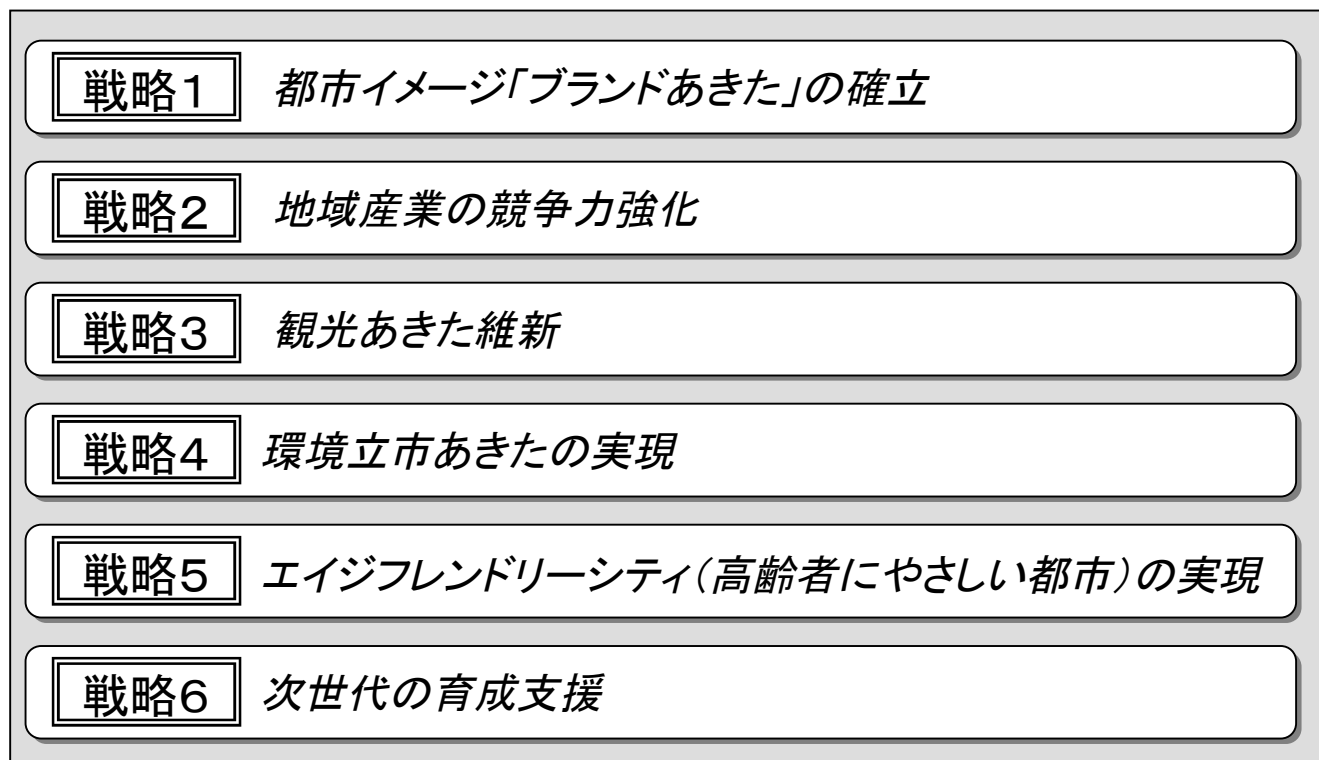 戦略1 都市イメージ「ブランドあきた」の確立
戦略2 地域産業の競争力強化
戦略3 観光あきた維新
戦略4 環境立市あきたの実現
戦略5 エイジフレンドリーシティ(高齢者にやさしい都市)の実現
戦略6 次世代の育成支援